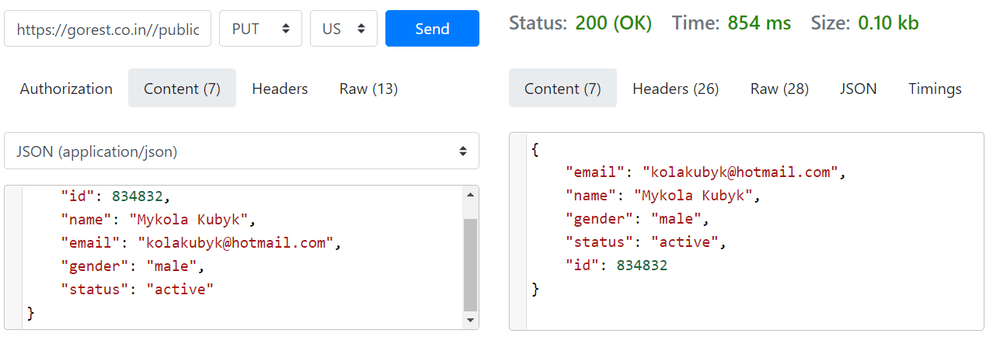 https://gorest.co.in//public PUT US Send
Status: 200 (OK) Time: 854 ms Size: 0.10 kb
Authorization Content (7) Headers Raw (13)
Content (7) Headers (26) Raw (28) JSON Timings
JSON (application/json)
"id": 834832,
"name": "Mykola Kubyk",
"email": "kolakubyk@hotmail.com",
"gender": "male",
"status": "active"
}
{
"email": "kolakubyk@hotmail.com",
"name": "Mykola Kubyk",
"gender": "male",
"status": "active",
"id": 834832
}